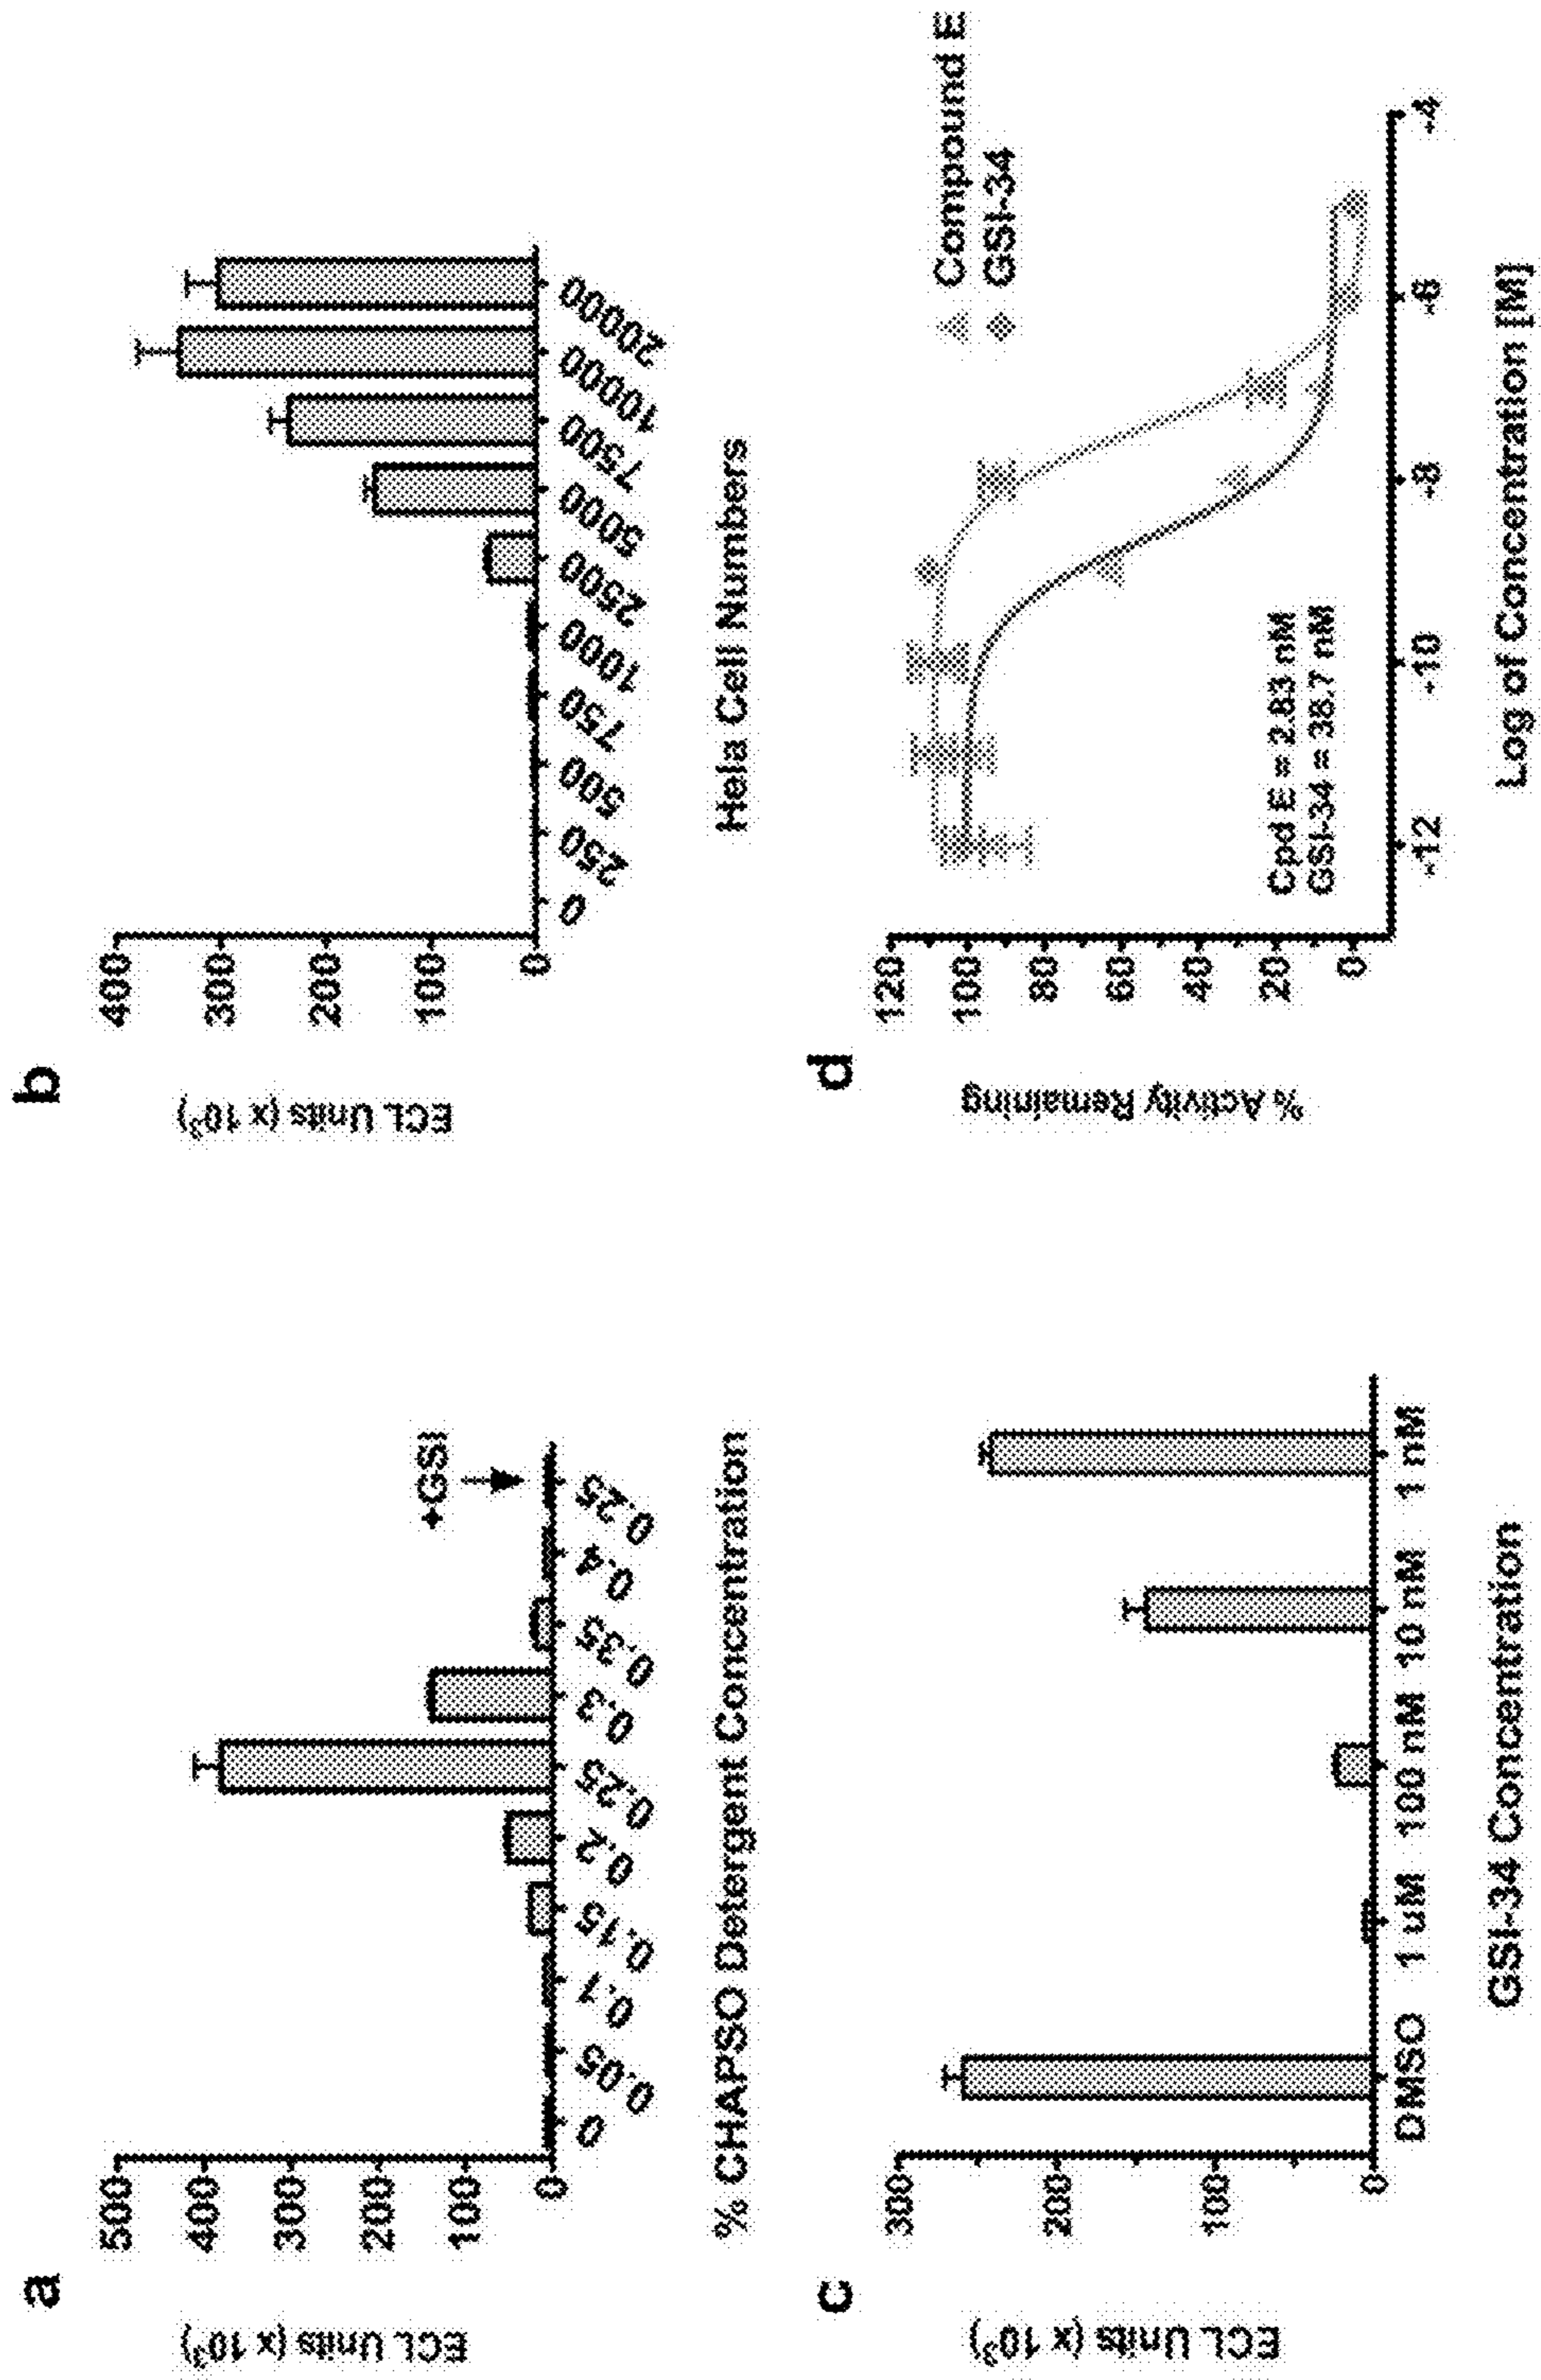 a
ECL Units (x 10³)
500
400
300
200
100
0
+GSI
0 0.05 0.1 0.15 0.2 0.25 0.3 0.35 0.4 0.25
% CHAPSO Detergent Concentration
b
ECL Units (x 10³)
400
300
200
100
0
0 250 500 750 1000 2500 5000 7500 10000 20000
Hela Cell Numbers
c
ECL Units (x 10³)
300
200
100
0
DMSO 1 uM 100 nM 10 nM 1 nM
GSI-34 Concentration
d
% Activity Remaining
120
100
80
60
40
20
0
Compound E
GSI-34
Cpd E = 2.83 nM
GSI-34 = 38.7 nM
-12 -10 -8 -6 -4
Log of Concentration [M]